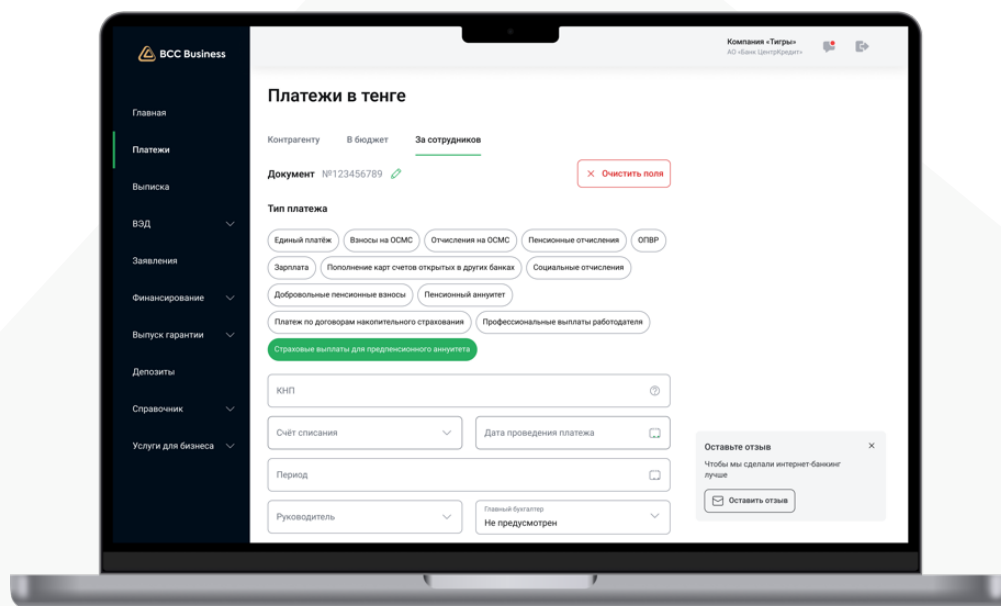 BCC Business
Компания «Тигры»
АО «Банк ЦентрКредит»
Главная
Платежи
Выписка
ВЭД
Заявления
Финансирование
Выпуск гарантии
Депозиты
Справочник
Услуги для бизнеса
Платежи в тенге
Контрагенту В бюджет За сотрудников
Документ №123456789
Очистить поля
Тип платежа
Единый платёж Взносы на ОСМС Отчисления на ОСМС Пенсионные отчисления ОПВР
Зарплата Пополнение карт счетов открытых в других банках Социальные отчисления
Добровольные пенсионные взносы Пенсионный аннуитет
Платеж по договорам накопительного страхования Профессиональные выплаты работодателя
Страховые выплаты для предпенсионного аннуитета
КНП
Счёт списания Дата проведения платежа
Период
Руководитель
Главный бухгалтер
Не предусмотрен
Оставьте отзыв
Чтобы мы сделали интернет-банкинг
лучше
Оставить отзыв